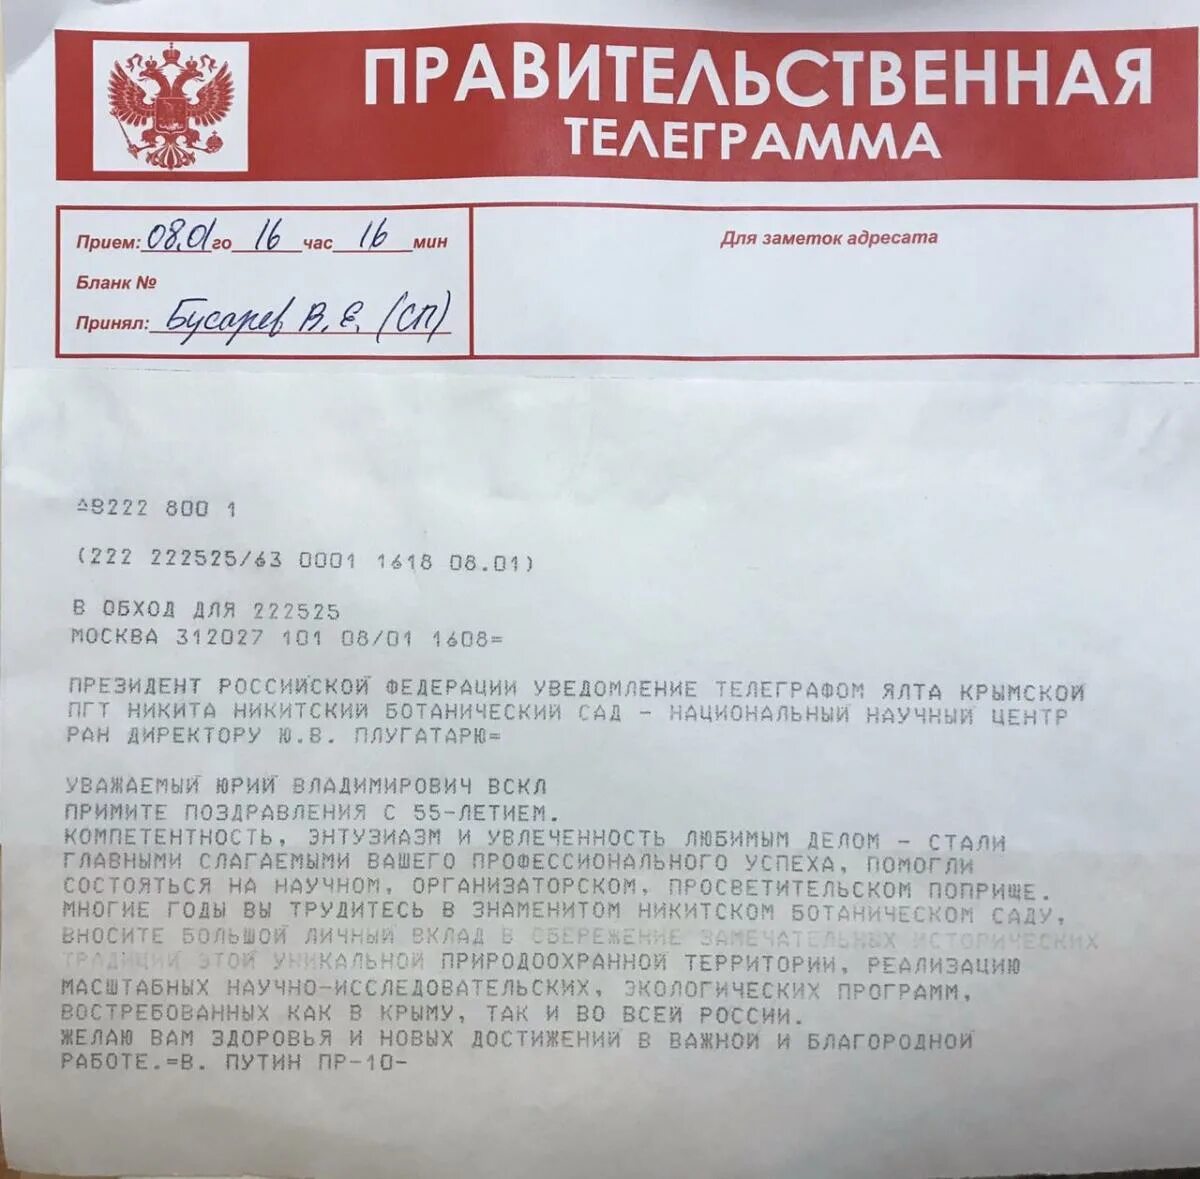 ПРАВИТЕЛЬСТВЕННАЯ
ТЕЛЕГРАММА
Прием: 08.01 го 16 час 16 мин
Бланк №
Принял: Бусарев В.Е. (СП)
Для заметок адресата
^В222 800 1
(222 222525/63 0001 1618 08.01)
В ОБХОД ДЛЯ 222525
МОСКВА 312027 101 08/01 1608=
ПРЕЗИДЕНТ РОССИЙСКОЙ ФЕДЕРАЦИИ УВЕДОМЛЕНИЕ ТЕЛЕГРАФОМ ЯЛТА КРЫМСКОЙ
ПГТ НИКИТА НИКИТСКИЙ БОТАНИЧЕСКИЙ САД - НАЦИОНАЛЬНЫЙ НАУЧНЫЙ ЦЕНТР
РАН ДИРЕКТОРУ Ю.В. ПЛУГАТАРЮ=
УВАЖАЕМЫЙ ЮРИЙ ВЛАДИМИРОВИЧ ВСКЛ
ПРИМИТЕ ПОЗДРАВЛЕНИЯ С 55-ЛЕТИЕМ.
КОМПЕТЕНТНОСТЬ, ЭНТУЗИАЗМ И УВЛЕЧЕННОСТЬ ЛЮБИМЫМ ДЕЛОМ - СТАЛИ
ГЛАВНЫМИ СЛАГАЕМЫМИ ВАШЕГО ПРОФЕССИОНАЛЬНОГО УСПЕХА, ПОМОГЛИ
СОСТОЯТЬСЯ НА НАУЧНОМ, ОРГАНИЗАТОРСКОМ, ПРОСВЕТИТЕЛЬСКОМ ПОПРИЩЕ.
МНОГИЕ ГОДЫ ВЫ ТРУДИТЕСЬ В ЗНАМЕНИТОМ НИКИТСКОМ БОТАНИЧЕСКОМ САДУ,
ВНОСИТЕ БОЛЬШОЙ ЛИЧНЫЙ ВКЛАД В СБЕРЕЖЕНИЕ ЗАМЕЧАТЕЛЬНЫХ ИСТОРИЧЕСКИХ
ТРАДИЦИЙ ЭТОЙ УНИКАЛЬНОЙ ПРИРОДООХРАННОЙ ТЕРРИТОРИИ, РЕАЛИЗАЦИЮ
МАСШТАБНЫХ НАУЧНО-ИССЛЕДОВАТЕЛЬСКИХ, ЭКОЛОГИЧЕСКИХ ПРОГРАММ,
ВОСТРЕБОВАННЫХ КАК В КРЫМУ, ТАК И ВО ВСЕЙ РОССИИ.
ЖЕЛАЮ ВАМ ЗДОРОВЬЯ И НОВЫХ ДОСТИЖЕНИЙ В ВАЖНОЙ И БЛАГОРОДНОЙ
РАБОТЕ.=В. ПУТИН ПР-10-